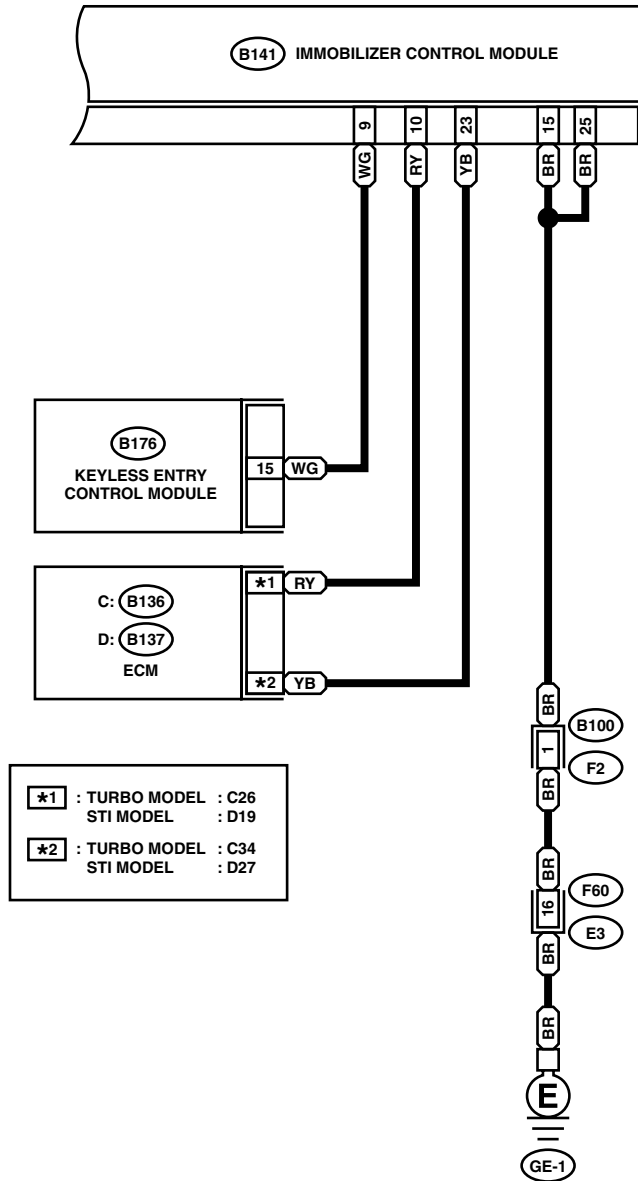 B141 IMMOBILIZER CONTROL MODULE
9 10 23 15 25
WG RY YB BR BR
B176
KEYLESS ENTRY
CONTROL MODULE
15 WG
C: B136
D: B137
ECM
*1 RY
*2 YB
*1 : TURBO MODEL : C26
STI MODEL : D19
*2 : TURBO MODEL : C34
STI MODEL : D27
BR
B100
1
F2
BR
BR
F60
16
E3
BR
BR
E
GE-1